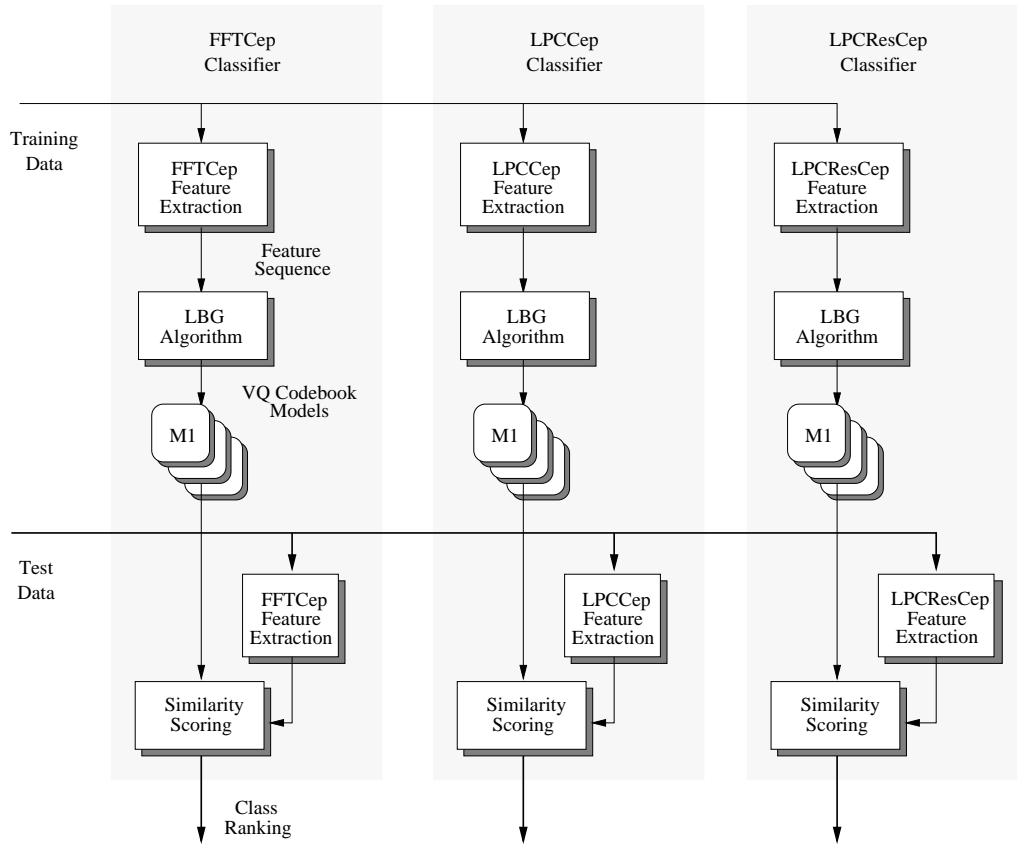 FFTCep
Classifier
LPCCep
Classifier
LPCResCep
Classifier
Training
Data
FFTCep
Feature
Extraction
LPCCep
Feature
Extraction
LPCResCep
Feature
Extraction
Feature
Sequence
LBG
Algorithm
LBG
Algorithm
LBG
Algorithm
VQ Codebook
Models
M1
M1
M1
Test
Data
FFTCep
Feature
Extraction
LPCCep
Feature
Extraction
LPCResCep
Feature
Extraction
Similarity
Scoring
Similarity
Scoring
Similarity
Scoring
Class
Ranking